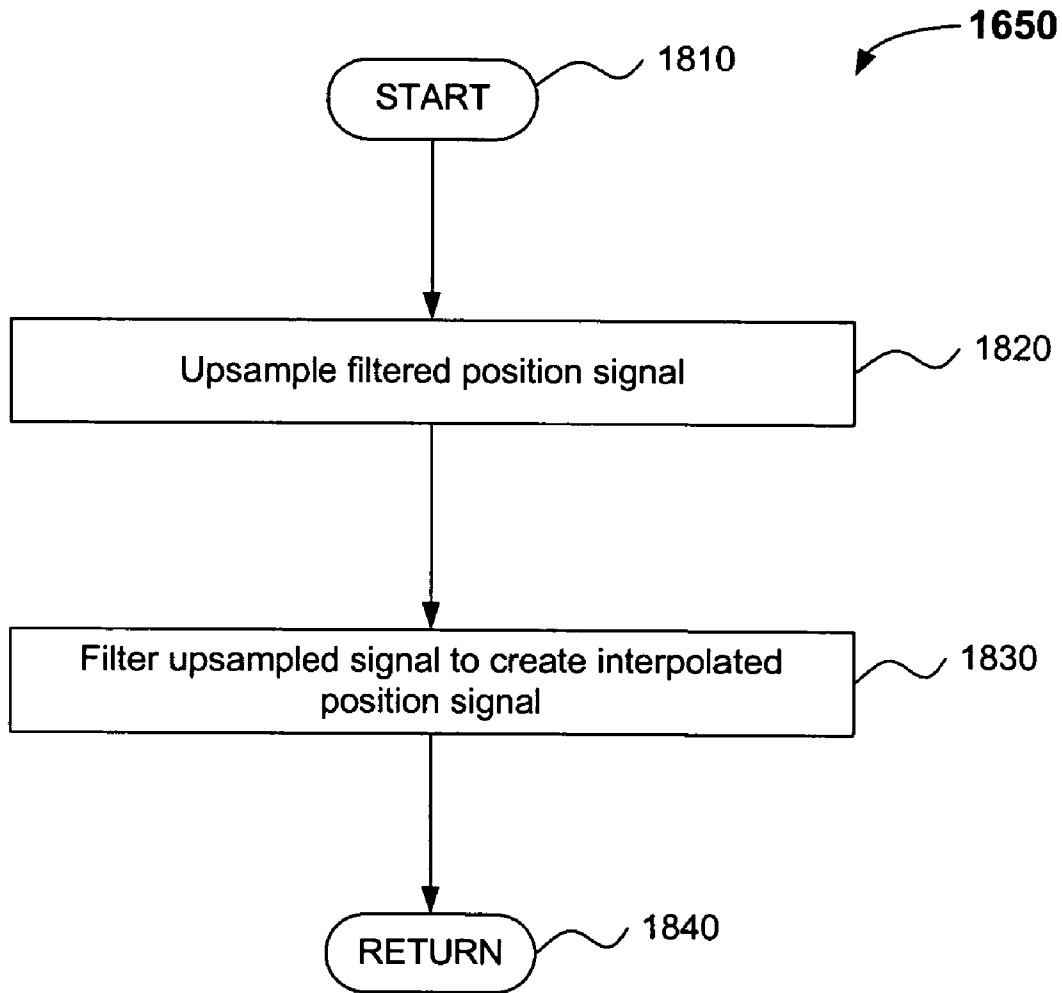 1650
START
1810
Upsample filtered position signal
1820
Filter upsampled signal to create interpolated
position signal
1830
RETURN
1840